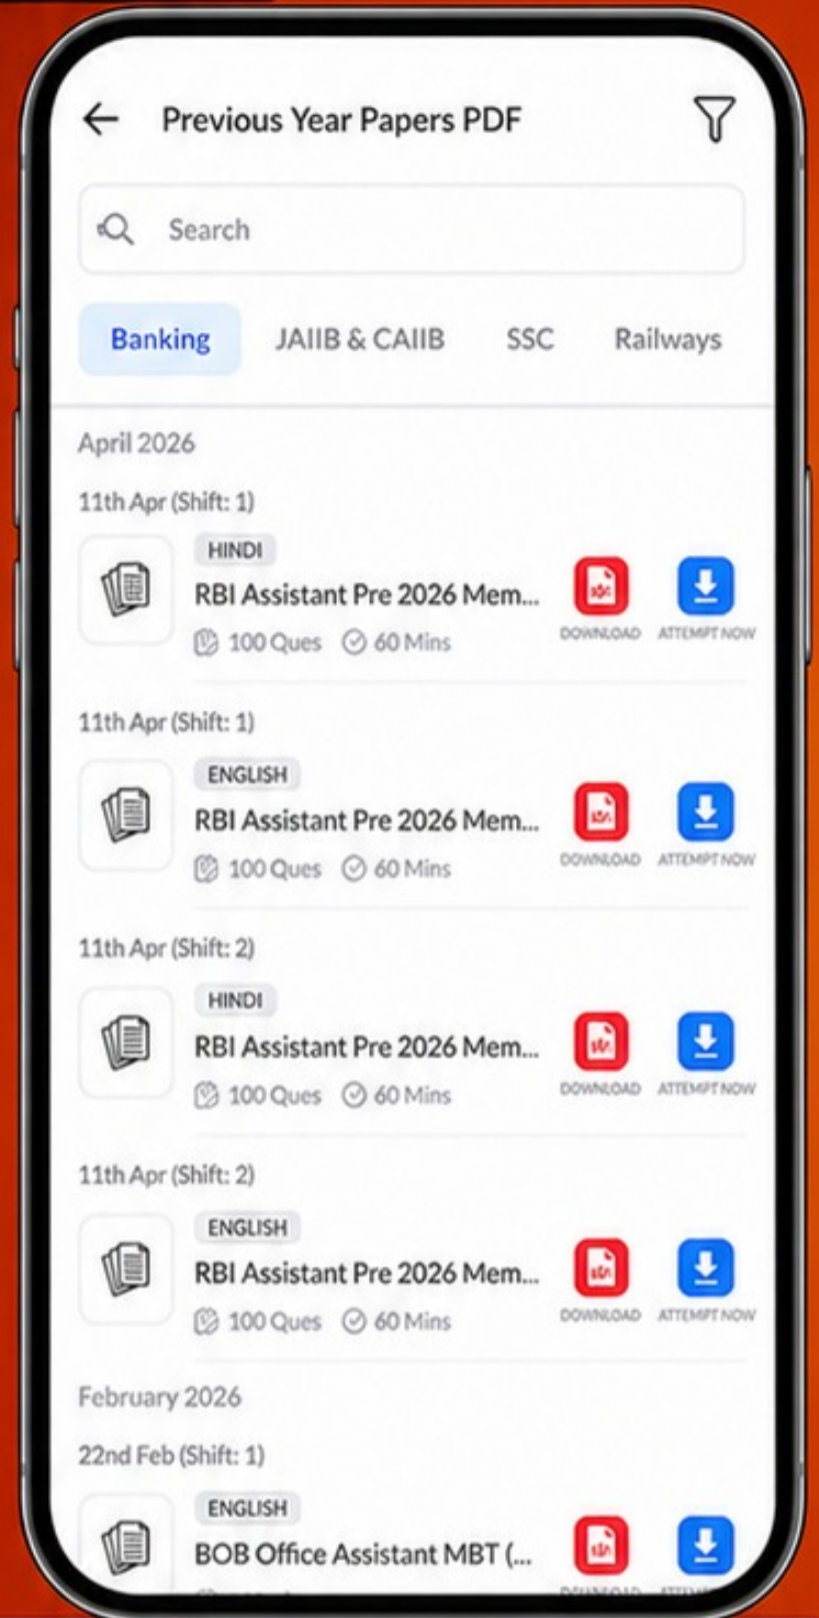 Previous Year Papers PDF
Search
Banking JAIIB & CAIIB SSC Railways
April 2026
11th Apr (Shift: 1)
HINDI
RBI Assistant Pre 2026 Mem...
100 Ques 60 Mins
DOWNLOAD ATTEMPT NOW
11th Apr (Shift: 1)
ENGLISH
RBI Assistant Pre 2026 Mem...
100 Ques 60 Mins
DOWNLOAD ATTEMPT NOW
11th Apr (Shift: 2)
HINDI
RBI Assistant Pre 2026 Mem...
100 Ques 60 Mins
DOWNLOAD ATTEMPT NOW
11th Apr (Shift: 2)
ENGLISH
RBI Assistant Pre 2026 Mem...
100 Ques 60 Mins
DOWNLOAD ATTEMPT NOW
February 2026
22nd Feb (Shift: 1)
ENGLISH
BOB Office Assistant MBT (...